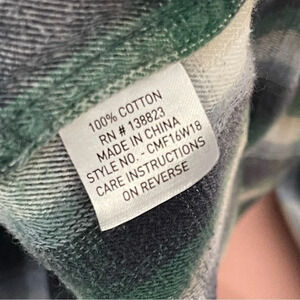 100% COTTON
RN # 138823
MADE IN CHINA
STYLE NO. - CMF16W18
CARE INSTRUCTIONS
ON REVERSE